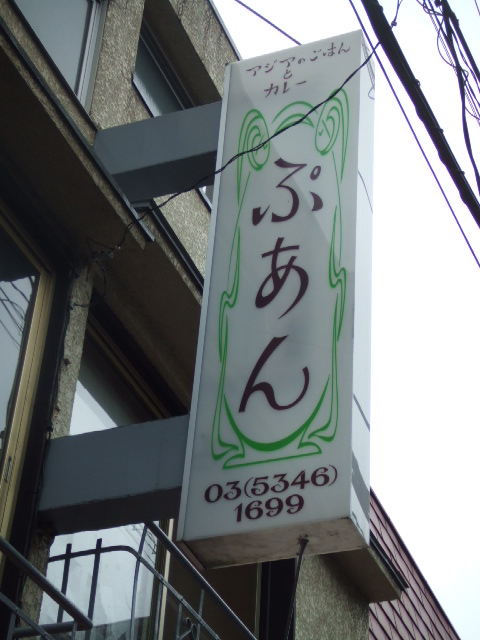 アジアのごはん
と
カレー
ぷあん
03(5346)
1699